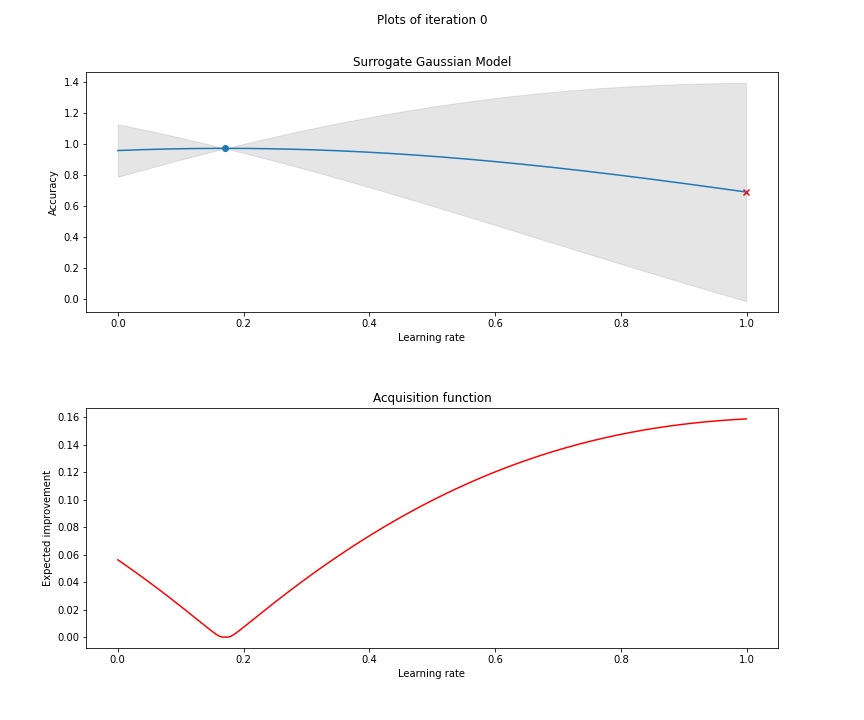 Plots of iteration 0
Surrogate Gaussian Model
Accuracy
1.4
1.2
1.0
0.8
0.6
0.4
0.2
0.0
0.0 0.2 0.4 0.6 0.8 1.0
Learning rate
Acquisition function
Expected improvement
0.16
0.14
0.12
0.10
0.08
0.06
0.04
0.02
0.00
0.0 0.2 0.4 0.6 0.8 1.0
Learning rate